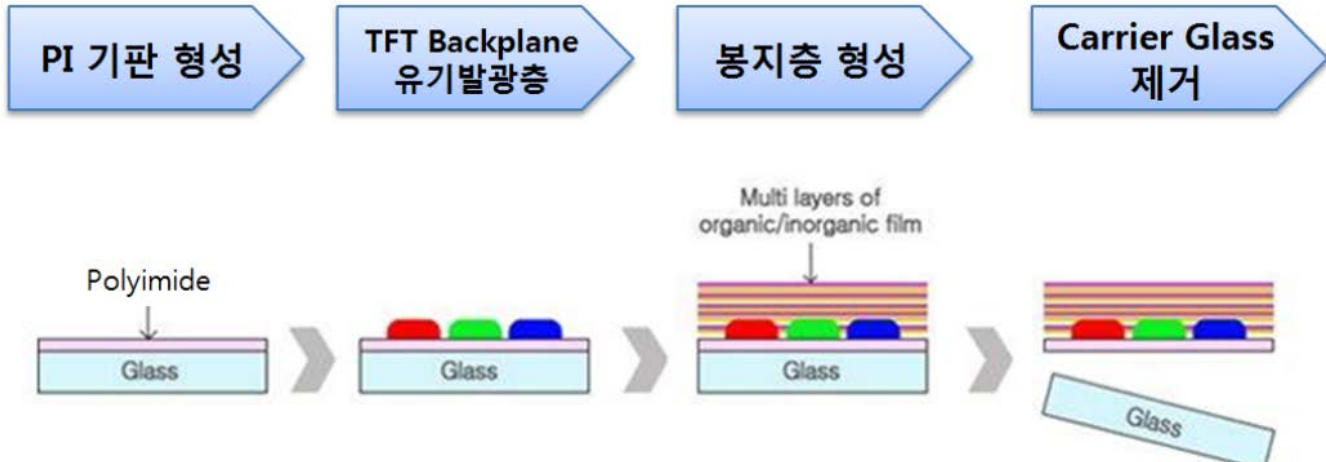 PI 기판 형성
TFT Backplane
유기발광층
봉지층 형성
Carrier Glass
제거
Multi layers of
organic/inorganic film
Polyimide
Glass
Glass
Glass
Glass